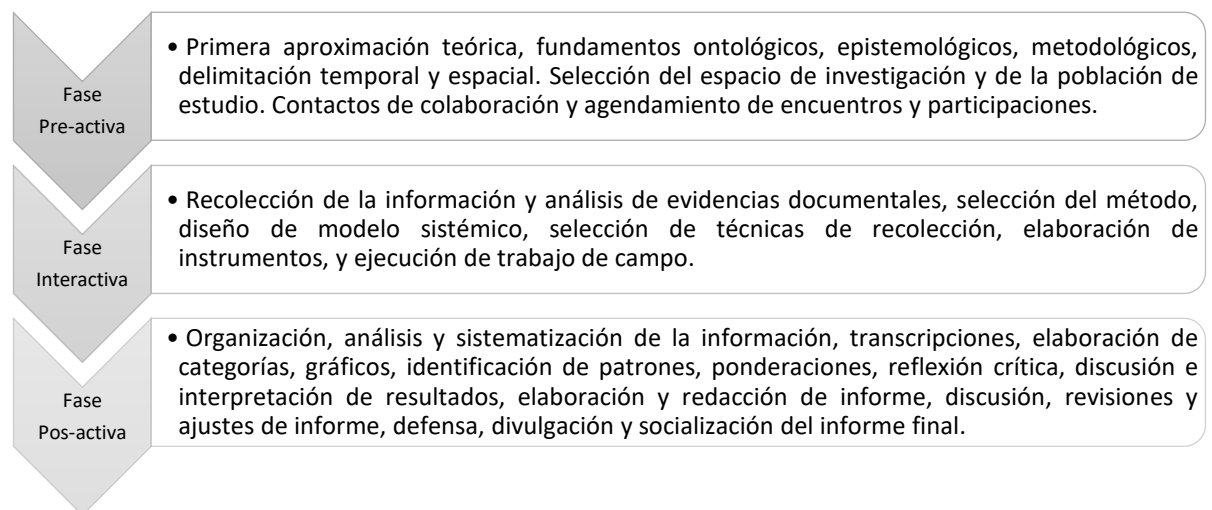 Fase
Pre-activa
• Primera aproximación teórica, fundamentos ontológicos, epistemológicos, metodológicos,
delimitación temporal y espacial. Selección del espacio de investigación y de la población de
estudio. Contactos de colaboración y agendamiento de encuentros y participaciones.
Fase
Interactiva
• Recolección de la información y análisis de evidencias documentales, selección del método,
diseño de modelo sistémico, selección de técnicas de recolección, elaboración de
instrumentos, y ejecución de trabajo de campo.
Fase
Pos-activa
• Organización, análisis y sistematización de la información, transcripciones, elaboración de
categorías, gráficos, identificación de patrones, ponderaciones, reflexión crítica, discusión e
interpretación de resultados, elaboración y redacción de informe, discusión, revisiones y
ajustes de informe, defensa, divulgación y socialización del informe final.